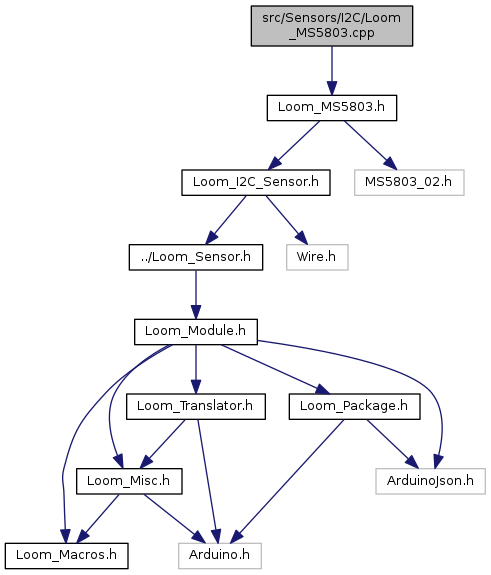 src/Sensors/I2C/Loom
_MS5803.cpp
Loom_MS5803.h
Loom_I2C_Sensor.h
MS5803_02.h
../Loom_Sensor.h
Wire.h
Loom_Module.h
Loom_Translator.h
Loom_Package.h
Loom_Misc.h
ArduinoJson.h
Loom_Macros.h
Arduino.h